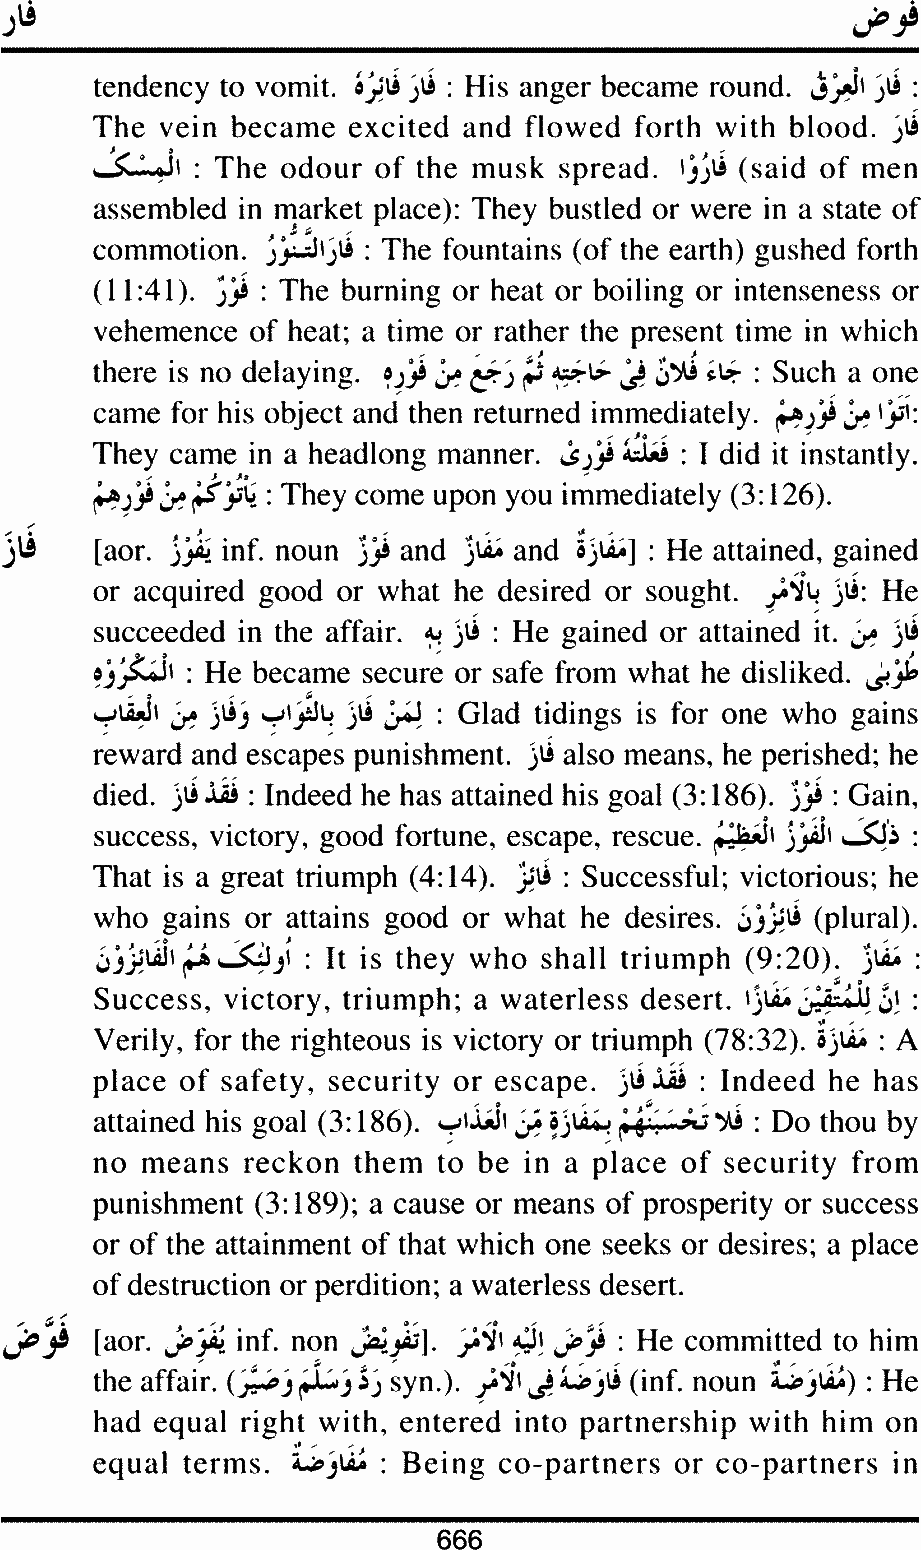 فار فوض
tendency to vomit. فَارَ فَائِرُهٗ : His anger became round. فَارَ الْعِرْقُ :
The vein became excited and flowed forth with blood. فَارَ
الْمِسْکُ : The odour of the musk spread. فَارُوْا (said of men
assembled in market place): They bustled or were in a state of
commotion. فَارَالتَّنُّوْرُ : The fountains (of the earth) gushed forth
(11:41). فَوْرٌ : The burning or heat or boiling or intenseness or
vehemence of heat; a time or rather the present time in which
there is no delaying. جَاءَ فُلَانٌ فِیْ حَاجَتِهٖ ثُمَّ رَجَعَ مِنْ فَوْرِهٖ : Such a one
came for his object and then returned immediately. اَتَوْا مِنْ فَوْرِهِمْ:
They came in a headlong manner. فَعَلْتُهٗ فَوْرِیْ : I did it instantly.
یَأْتُوْکُمْ مِنْ فَوْرِهِمْ : They come upon you immediately (3:126).
فَازَ [aor. یَفُوْزُ inf. noun فَوْزٌ and مَفَازٌ and مَفَازَةٌ] : He attained, gained
or acquired good or what he desired or sought. فَازَ بِالْاَمْرِ: He
succeeded in the affair. فَازَ بِهٖ : He gained or attained it. فَازَ مِنَ
الْمَکْرُوْهِ : He became secure or safe from what he disliked. طُوْبٰی
لِمَنْ فَازَ بِالثَّوَابِ وَفَازَ مِنَ الْعِقَابِ : Glad tidings is for one who gains
reward and escapes punishment. فَازَ also means, he perished; he
died. فَقَدْ فَازَ : Indeed he has attained his goal (3:186). فَوْزٌ : Gain,
success, victory, good fortune, escape, rescue. ذٰلِکَ الْفَوْزُ الْعَظِیْمُ :
That is a great triumph (4:14). فَائِزٌ : Successful; victorious; he
who gains or attains good or what he desires. فَائِزُوْنَ (plural).
اُولٰئِکَ هُمُ الْفَائِزُوْنَ : It is they who shall triumph (9:20). مَفَازٌ :
Success, victory, triumph; a waterless desert. اِنَّ لِلْمُتَّقِیْنَ مَفَازًا :
Verily, for the righteous is victory or triumph (78:32). مَفَازَةٌ : A
place of safety, security or escape. فَقَدْ فَازَ : Indeed he has
attained his goal (3:186). فَلَا تَحْسَبَنَّهُمْ بِمَفَازَةٍ مِّنَ الْعَذَابِ : Do thou by
no means reckon them to be in a place of security from
punishment (3:189); a cause or means of prosperity or success
or of the attainment of that which one seeks or desires; a place
of destruction or perdition; a waterless desert.
فَوَّضَ [aor. یُفَوِّضُ inf. non تَفْوِیْضٌ]. فَوَّضَ اِلَیْهِ الْاَمْرَ : He committed to him
the affair. (رَدَّ وَسَلَّمَ وَصَیَّرَ syn.). فَاوَضَهٗ فِی الْاَمْرِ (inf. noun مُفَاوَضَةٌ) : He
had equal right with, entered into partnership with him on
equal terms. مُفَاوَضَةٌ : Being co-partners or co-partners in
666